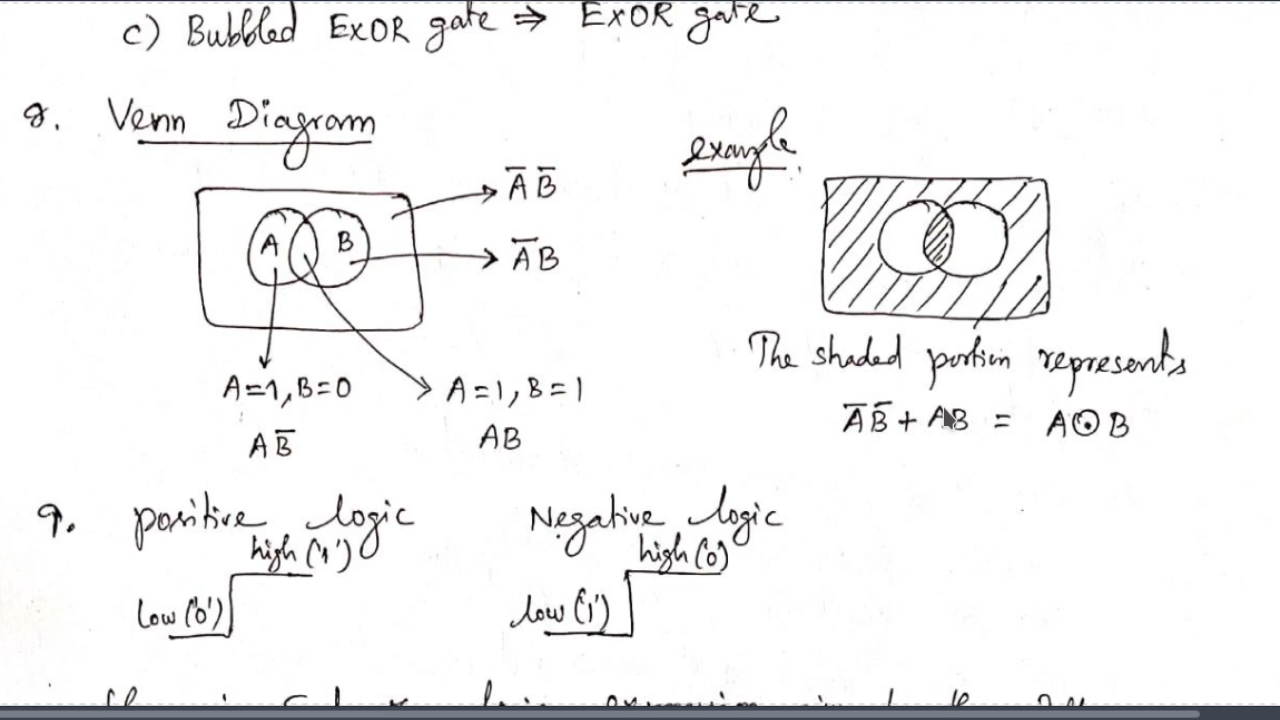 c) Bubbled ExOR gate ⇒ ExOR gate
8. Venn Diagram
example.
A̅ B̅
A B
A̅ B
A=1, B=0
A=1, B=1
A B̅
AB
The shaded portion represents
A̅ B̅ + AB = A⊙B
9. positive logic
Negative logic
high ('1')
high (0)
low ('0')
low ('1')